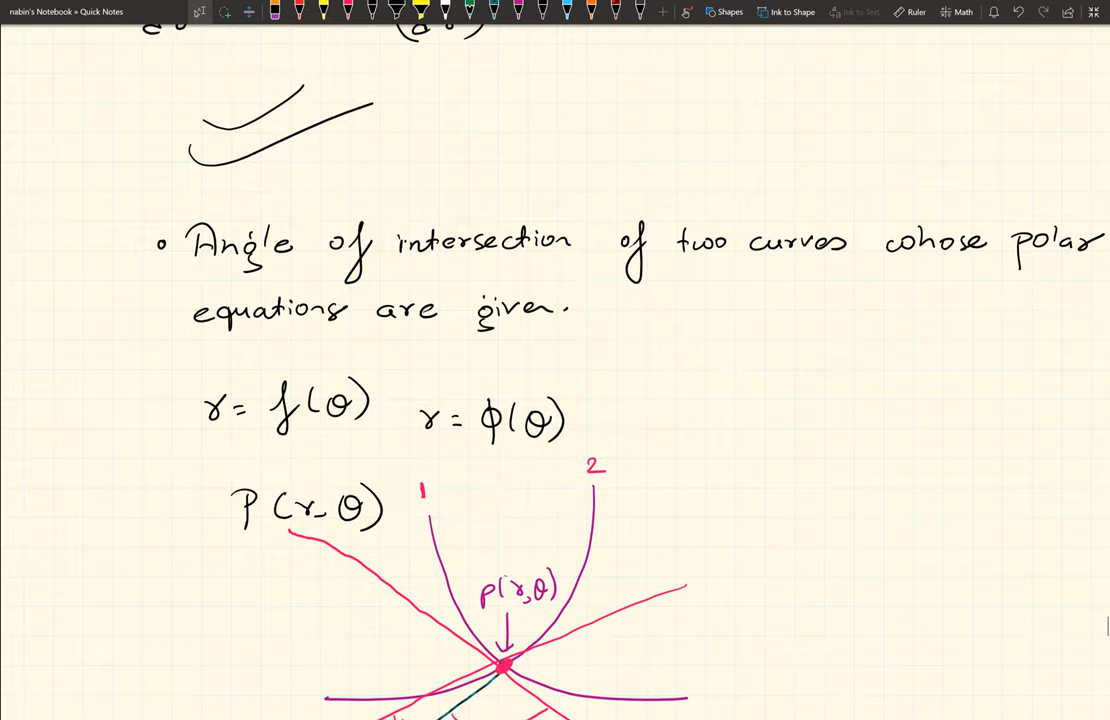 nabin's Notebook » Quick Notes
Shapes Ink to Shape Ink to Text Ruler Math
Angle of intersection of two curves whose polar
equations are given.
r = f(θ) r = φ(θ)
2
1
P(r, θ)
P(r,θ)